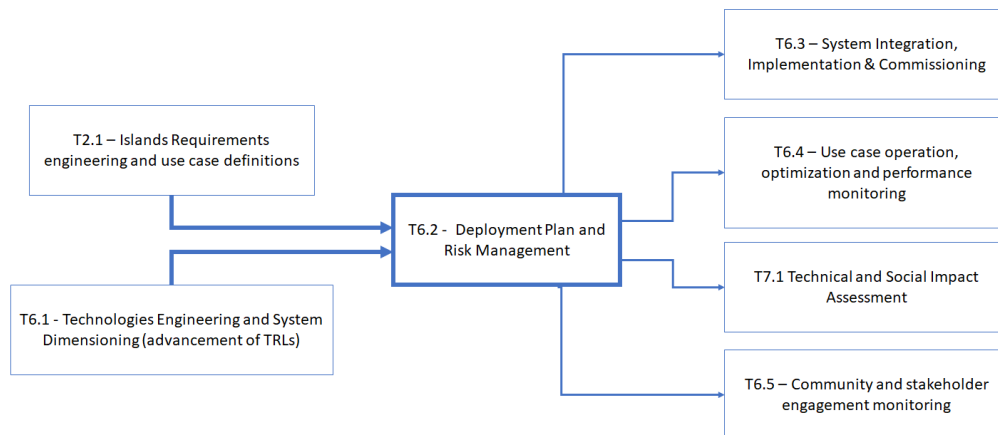 T2.1 – Islands Requirements
engineering and use case definitions
T6.1 - Technologies Engineering and System
Dimensioning (advancement of TRLs)
T6.2 -  Deployment Plan and
Risk Management
T6.3 – System Integration,
Implementation & Commissioning
T6.4 – Use case operation,
optimization and performance
monitoring
T7.1 Technical and Social Impact
Assessment
T6.5 – Community and stakeholder
engagement monitoring